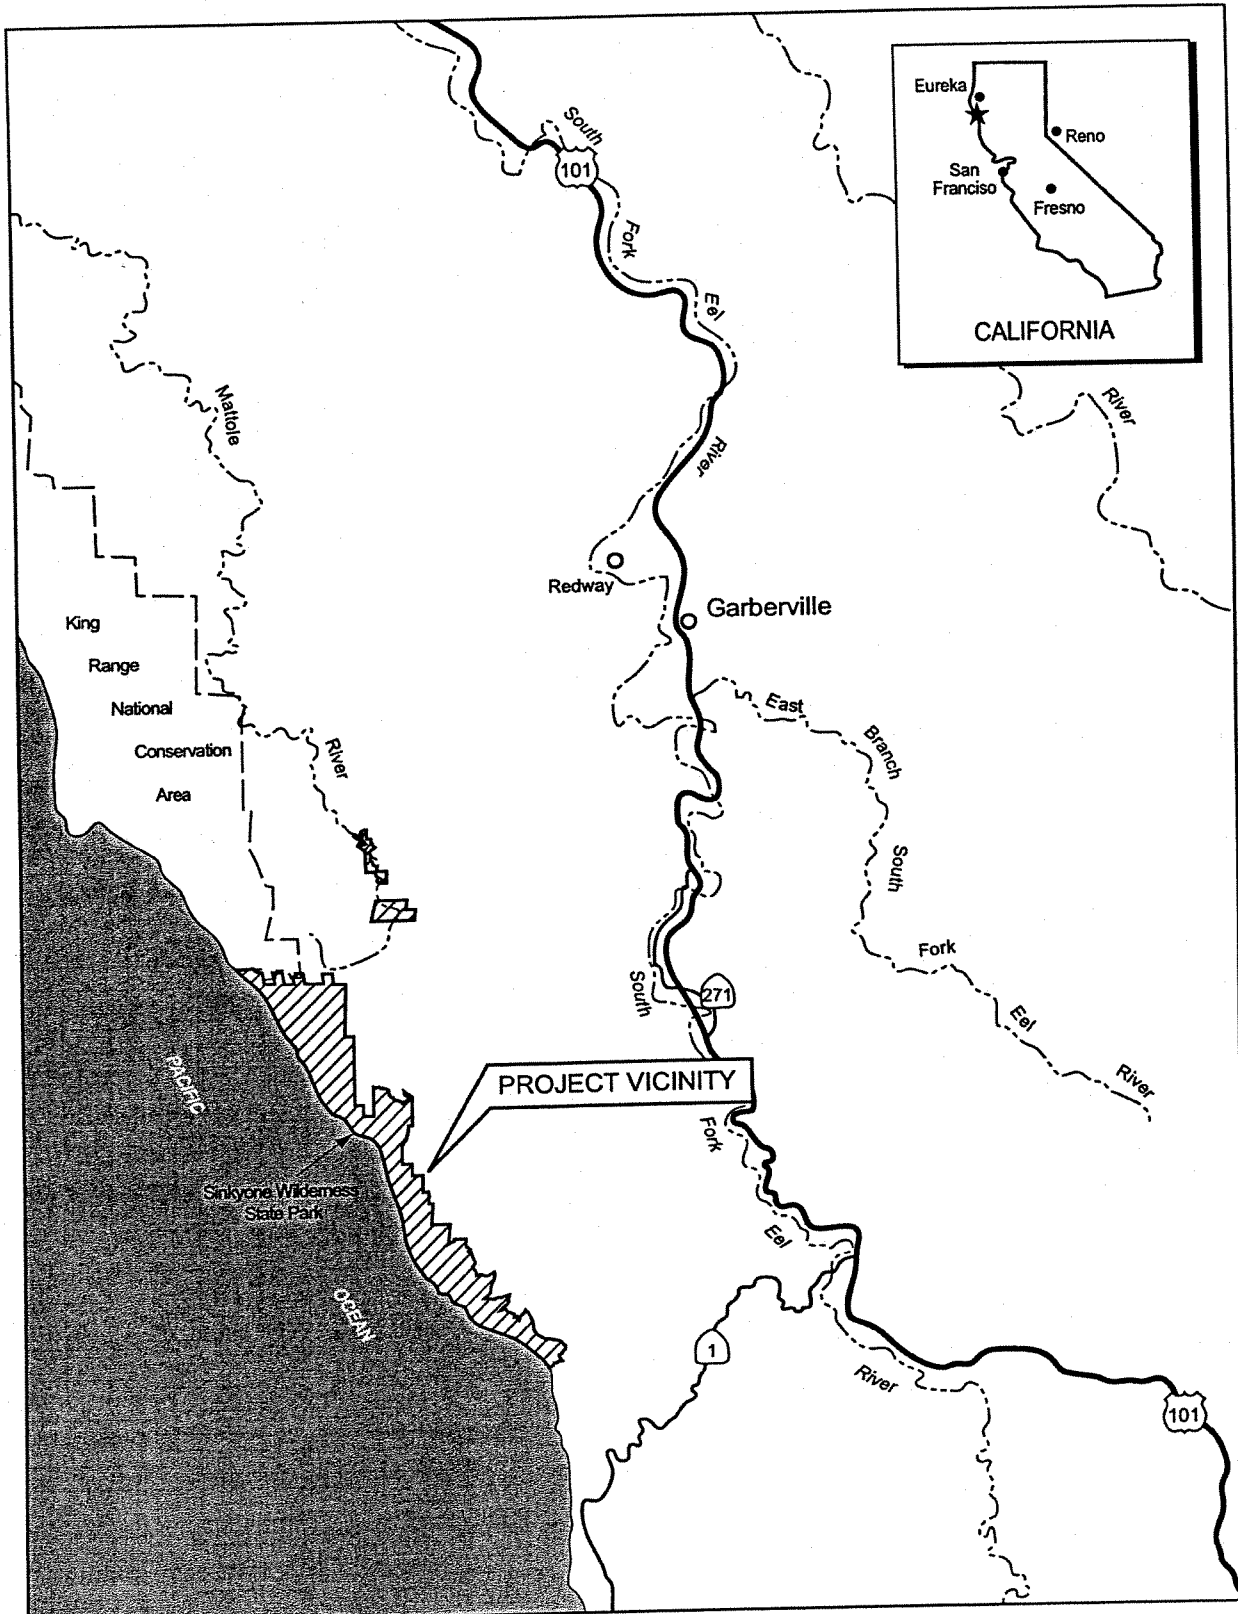 South
101
Fork
Eel
River
Eureka
Reno
San
Franciso
Fresno
CALIFORNIA
River
Mattole
River
Redway
Garberville
King
Range
National
Conservation
Area
East
Branch
South
Fork
Eel
River
South
271
PROJECT VICINITY
PACIFIC
OCEAN
Sinkyone Wilderness
State Park
Fork
Eel
River
1
101